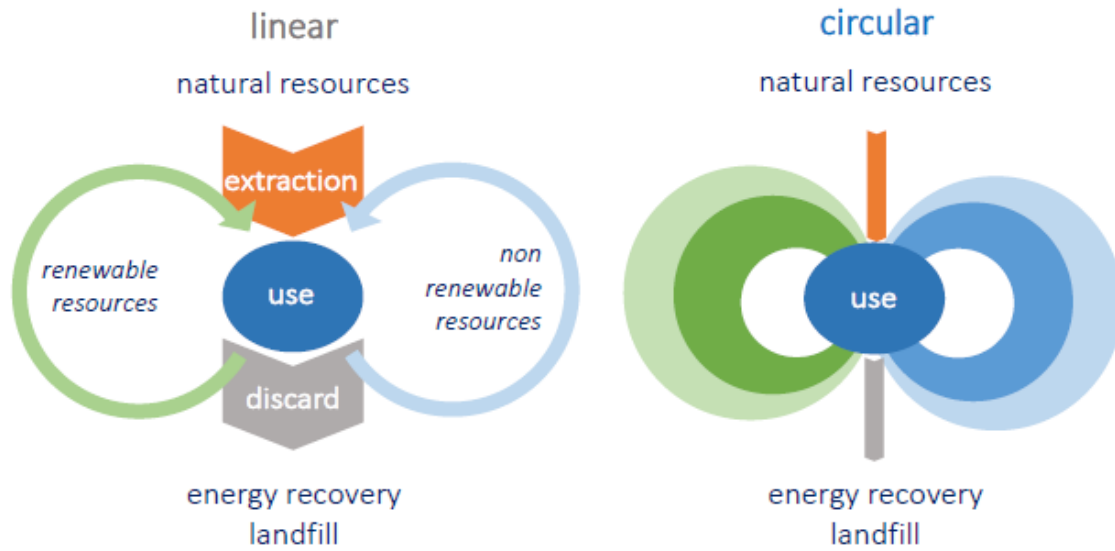 linear
natural resources
extraction
renewable
resources
use
non
renewable
resources
discard
energy recovery
landfill
circular
natural resources
use
energy recovery
landfill